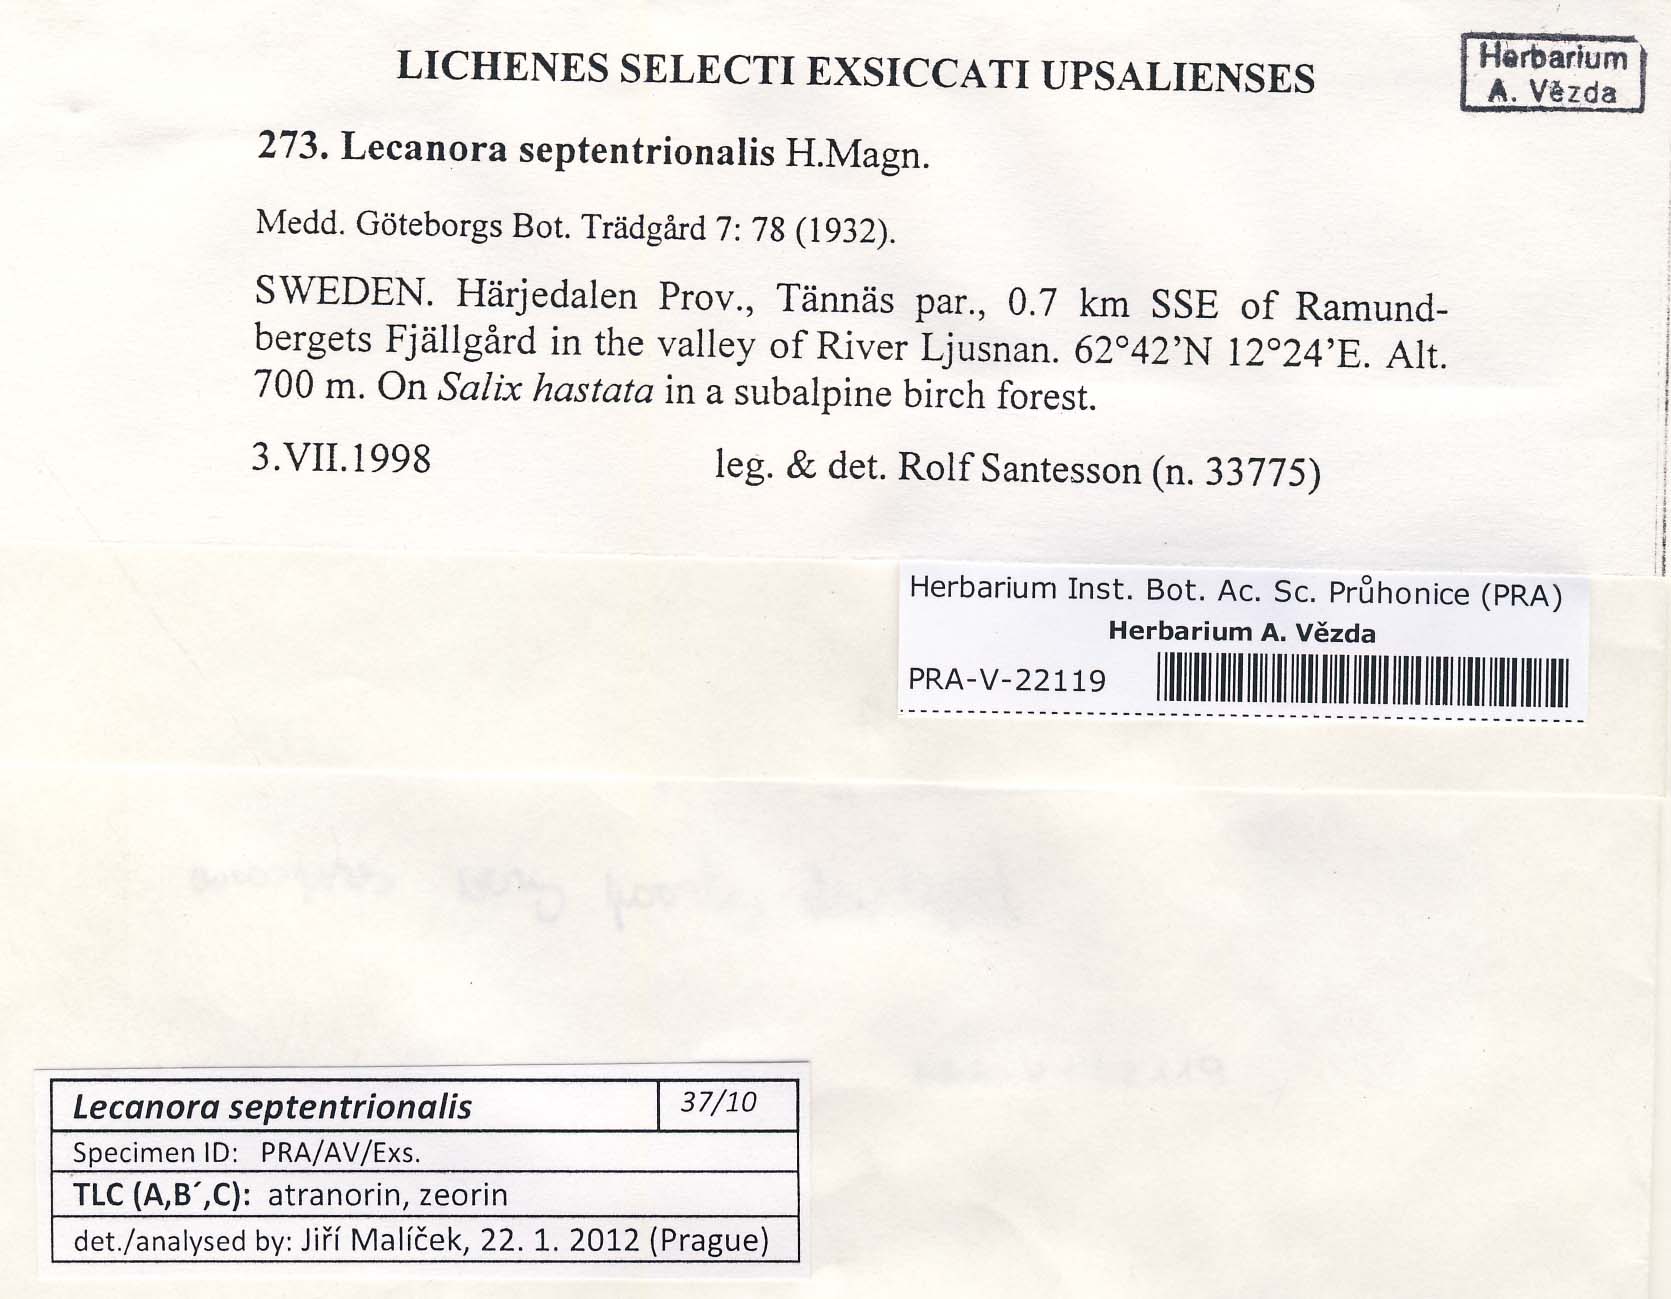 LICHENES SELECTI EXSICCATI UPSALIENSES
Herbarium
A. Vězda
273. Lecanora septentrionalis H.Magn.
Medd. Göteborgs Bot. Trädgård 7: 78 (1932).
SWEDEN. Härjedalen Prov., Tännäs par., 0.7 km SSE of Ramund-
bergets Fjällgård in the valley of River Ljusnan. 62°42’N 12°24’E. Alt.
700 m. On Salix hastata in a subalpine birch forest.
3.VII.1998 leg. & det. Rolf Santesson (n. 33775)
Herbarium Inst. Bot. Ac. Sc. Průhonice (PRA)
Herbarium A. Vězda
PRA-V-22119
very poor
Lecanora septentrionalis 37/10
Specimen ID: PRA/AV/Exs.
TLC (A,B´,C): atranorin, zeorin
det./analysed by: Jiří Malíček, 22. 1. 2012 (Prague)